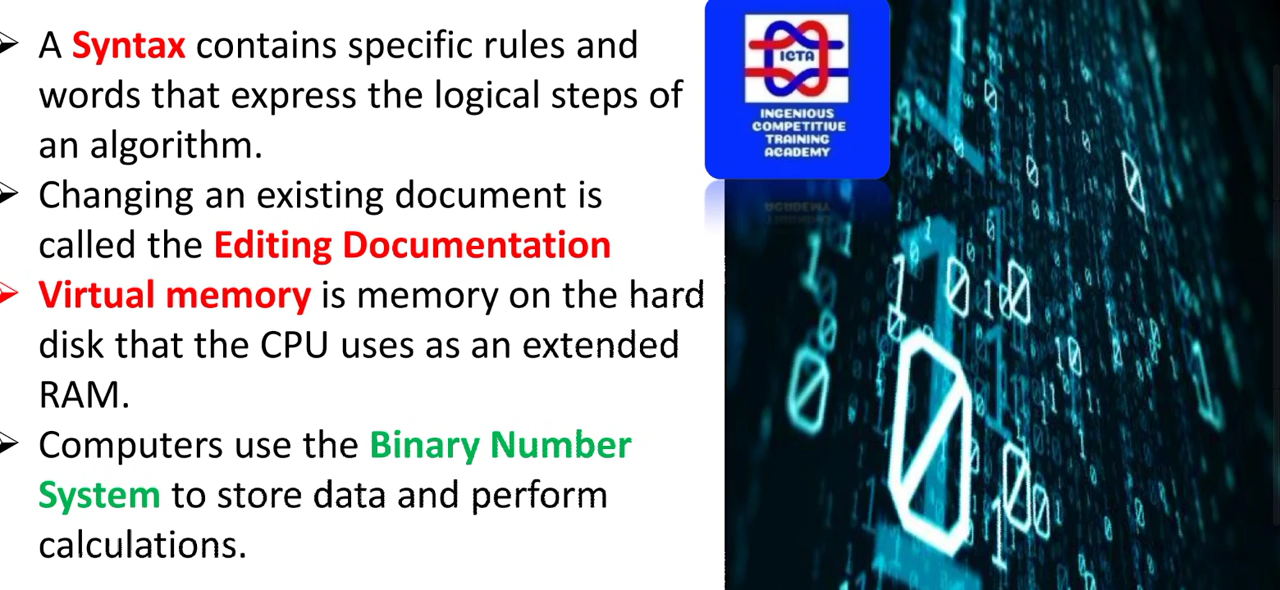 A Syntax contains specific rules and
words that express the logical steps of
an algorithm.
Changing an existing document is
called the Editing Documentation
Virtual memory is memory on the hard
disk that the CPU uses as an extended
RAM.
Computers use the Binary Number
System to store data and perform
calculations.
ICTA
INGENIOUS
COMPETITIVE
TRAINING
ACADEMY